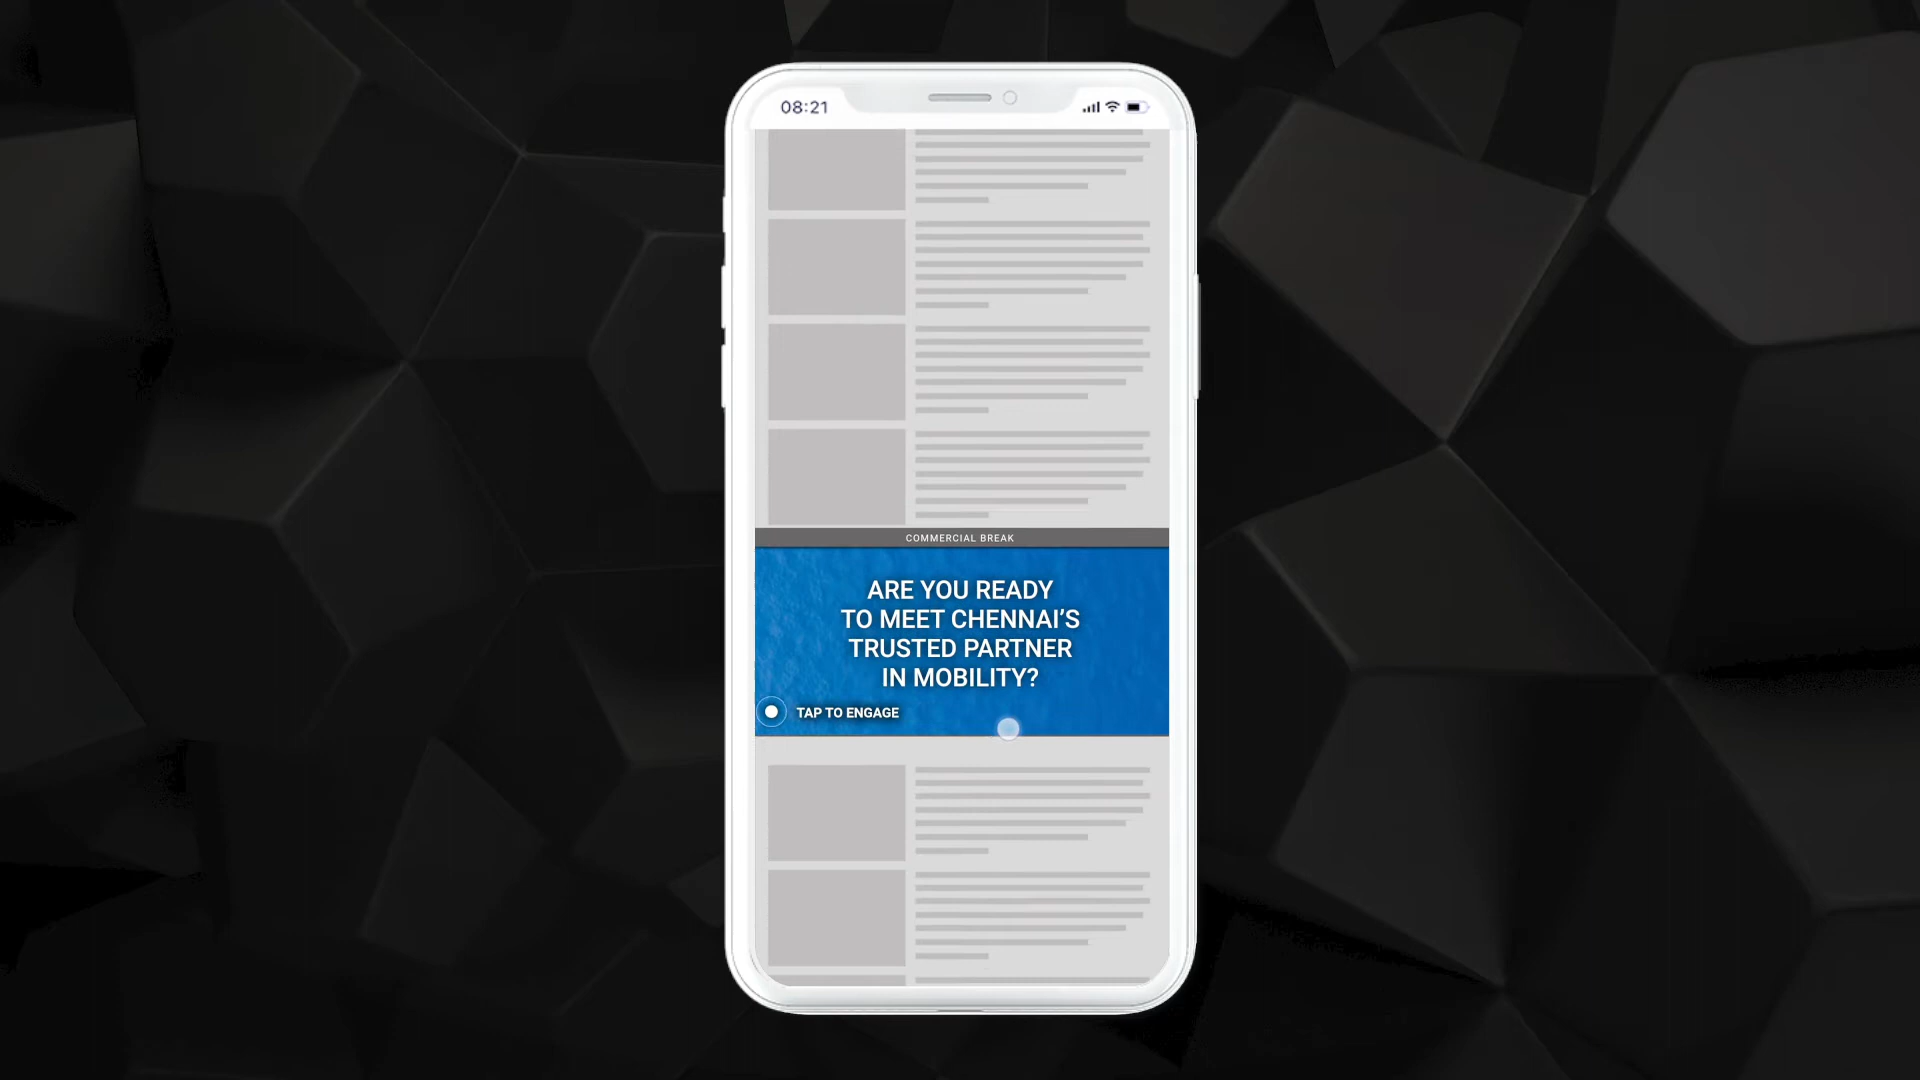 08:21
COMMERCIAL BREAK
ARE YOU READY
TO MEET CHENNAI’S
TRUSTED PARTNER
IN MOBILITY?
TAP TO ENGAGE